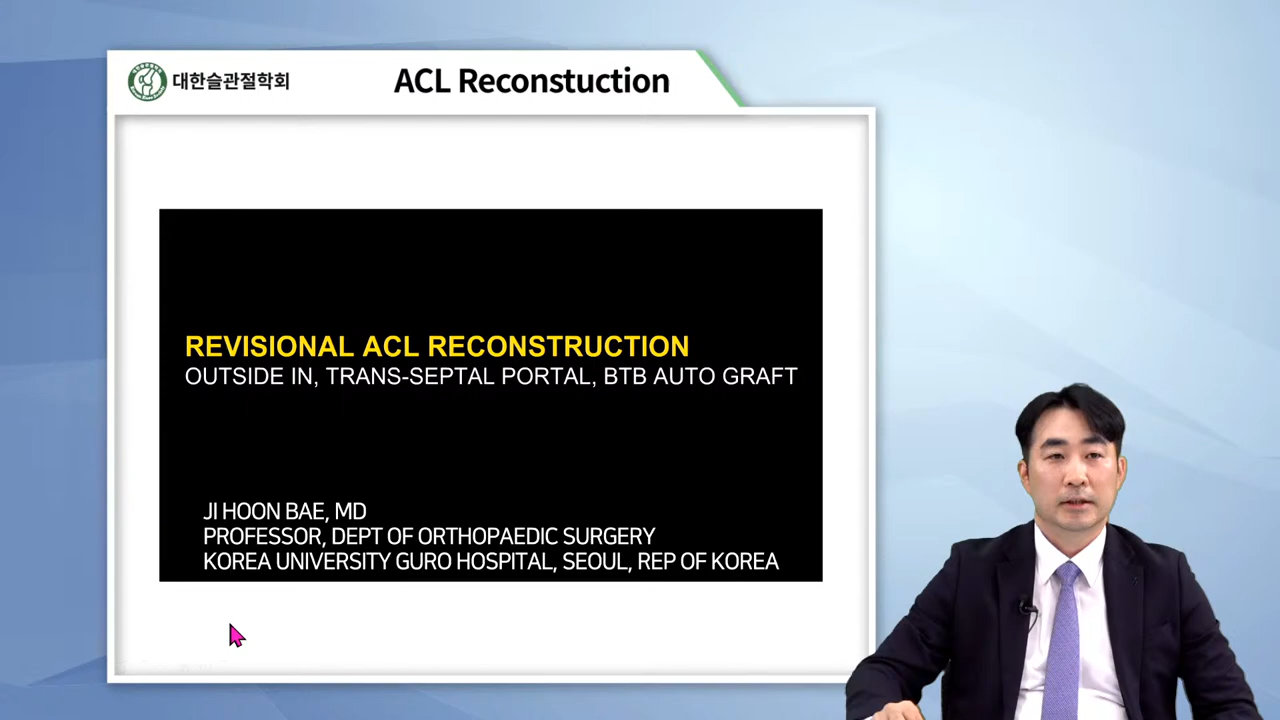 대한슬관절학회
ACL Reconstuction
REVISIONAL ACL RECONSTRUCTION
OUTSIDE IN, TRANS-SEPTAL PORTAL, BTB AUTO GRAFT
JI HOON BAE, MD
PROFESSOR, DEPT OF ORTHOPAEDIC SURGERY
KOREA UNIVERSITY GURO HOSPITAL, SEOUL, REP OF KOREA